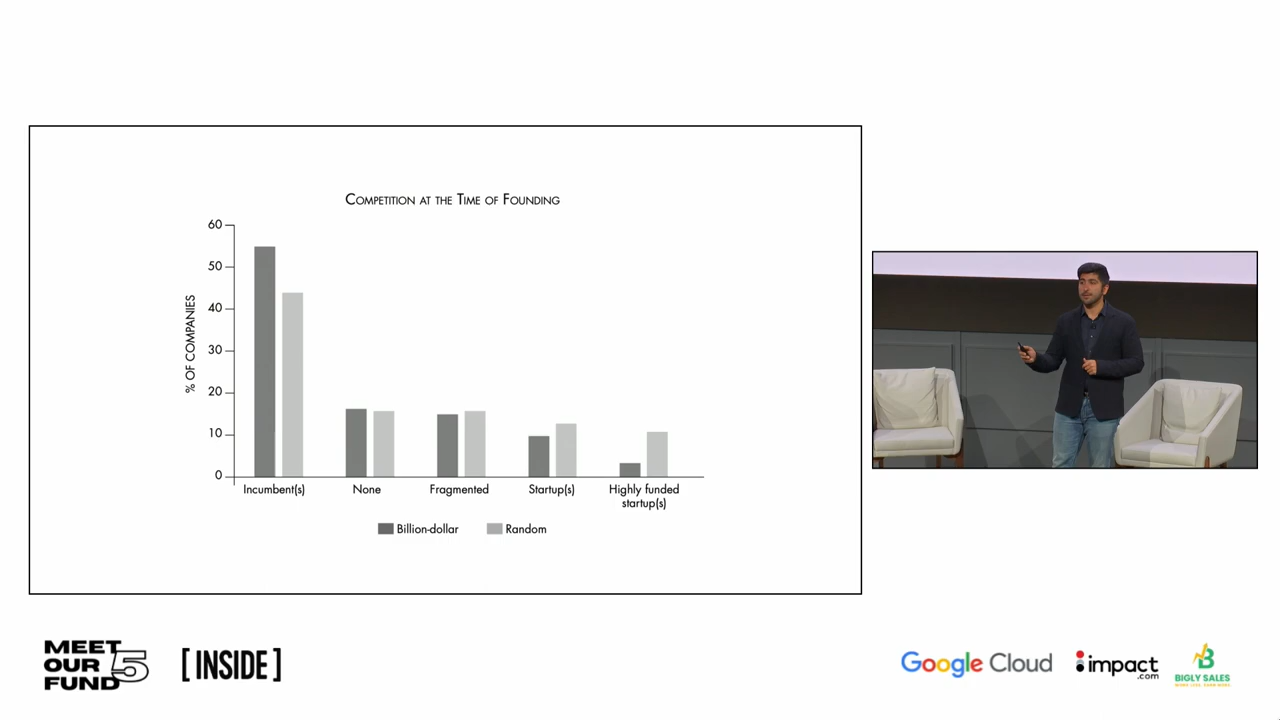 Competition at the Time of Founding
60
50
40
30
20
10
0
% OF COMPANIES
Incumbent(s)
None
Fragmented
Startup(s)
Highly funded
startup(s)
Billion-dollar
Random
MEET
OUR
FUND
5
[INSIDE]
Google Cloud
impact
.com
BIGLY SALES